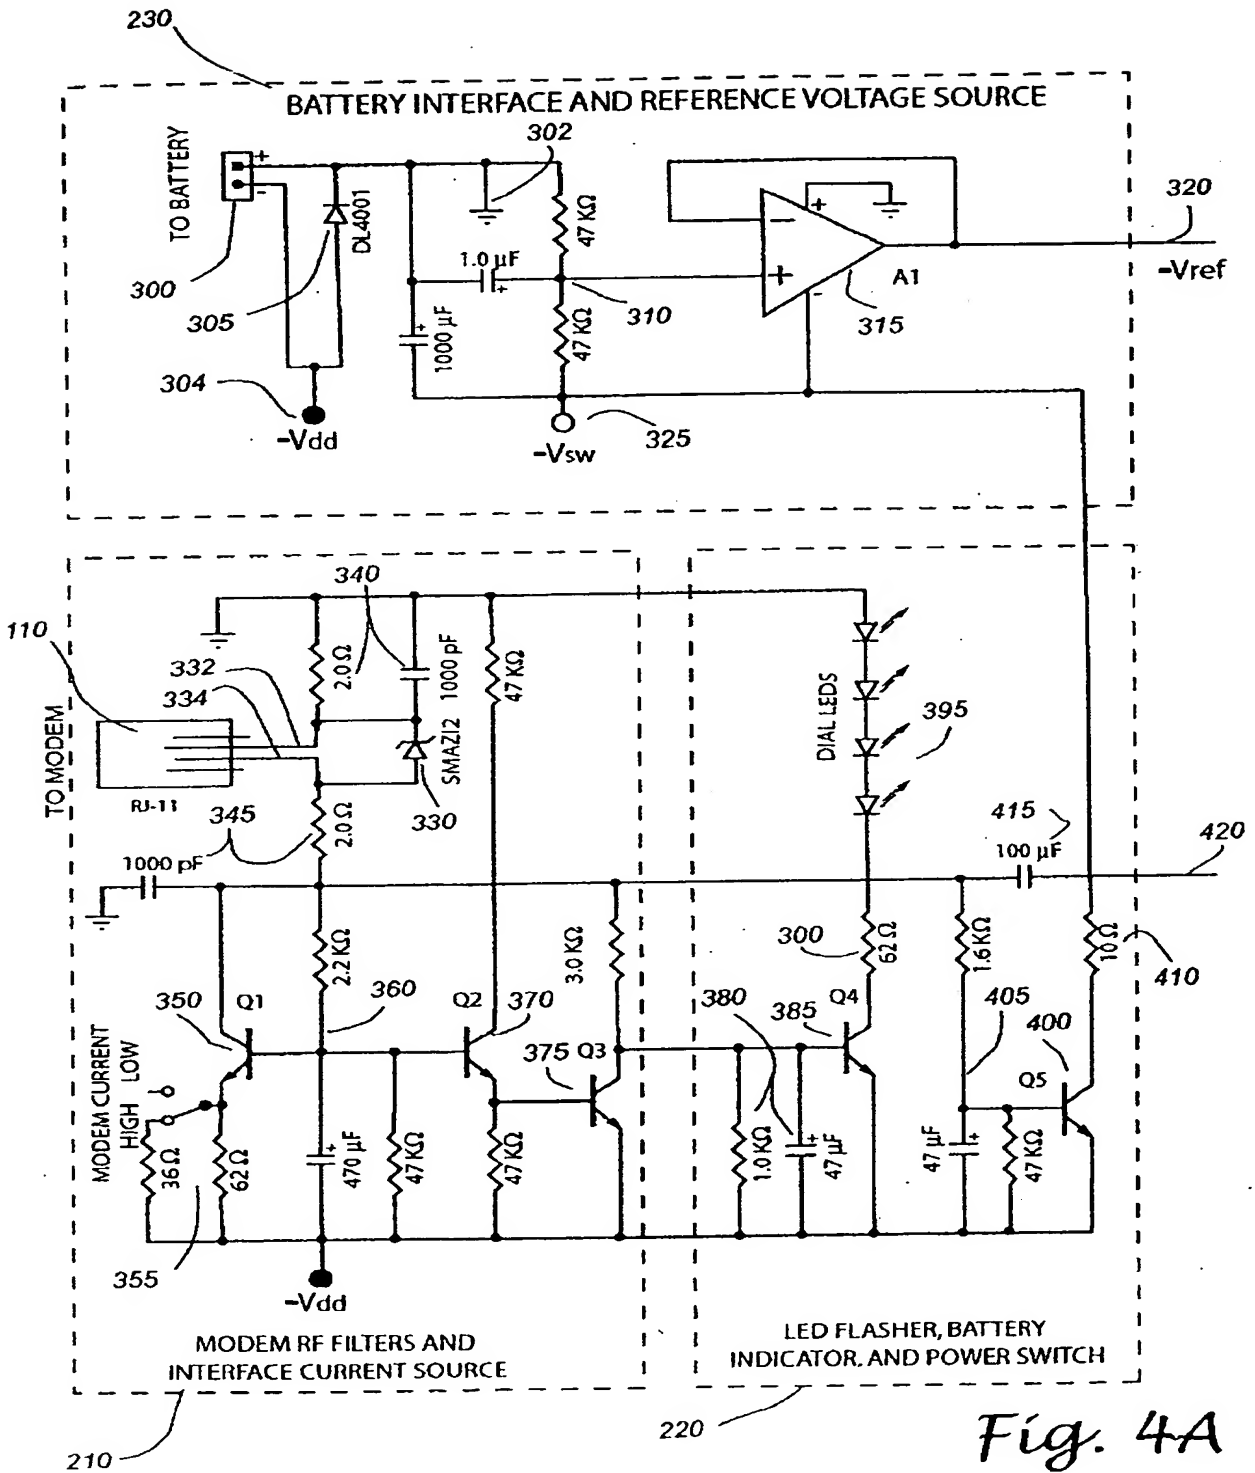 230
BATTERY INTERFACE AND REFERENCE VOLTAGE SOURCE
TO BATTERY
+
-
302
300
DL4001
305
47 KΩ
1.0 µF
+
310
1000 µF
+
47 KΩ
304
-Vdd
325
-Vsw
-
+
+
-
A1
315
320
-Vref
110
TO MODEM
RJ-11
332
334
340
2.0 Ω
1000 pF
47 KΩ
SMAZ12
330
2.0 Ω
345
1000 pF
DIAL LEDS
395
415
100 µF
420
2.2 KΩ
3.0 KΩ
300
62 Ω
1.6 KΩ
10 Ω
410
350
Q1
360
Q2
370
375
Q3
380
385
Q4
405
400
Q5
MODEM CURRENT
HIGH LOW
36 Ω
62 Ω
470 µF
+
47 KΩ
47 KΩ
1.0 KΩ
47 µF
+
47 µF
+
47 KΩ
355
-Vdd
MODEM RF FILTERS AND
INTERFACE CURRENT SOURCE
LED FLASHER, BATTERY
INDICATOR. AND POWER SWITCH
210
220
Fig. 4A